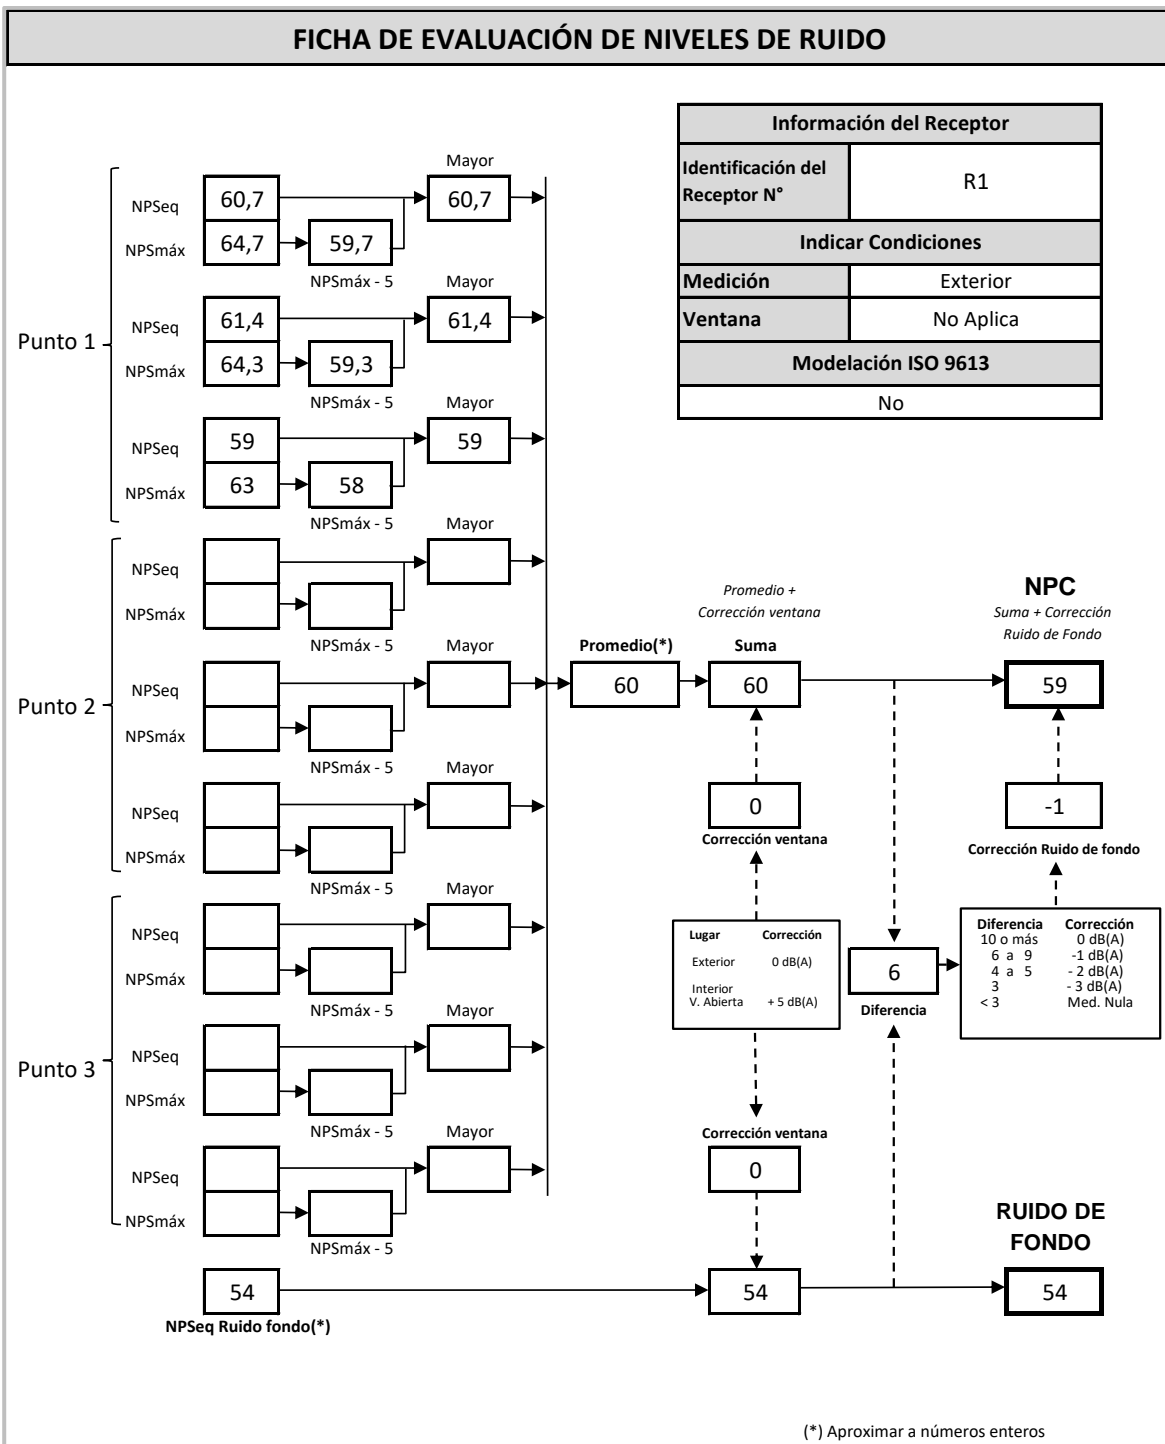 FICHA DE EVALUACIÓN DE NIVELES DE RUIDO
Información del Receptor
Identificación del
Receptor N°
R1
Indicar Condiciones
Medición
Exterior
Ventana
No Aplica
Modelación ISO 9613
No
Punto 1
Mayor
NPSeq
60,7
60,7
NPSmáx
64,7
59,7
NPSmáx - 5
Mayor
NPSeq
61,4
61,4
NPSmáx
64,3
59,3
NPSmáx - 5
Mayor
NPSeq
59
59
NPSmáx
63
58
NPSmáx - 5
Punto 2
Mayor
NPSeq
NPSmáx
NPSmáx - 5
Mayor
NPSeq
NPSmáx
NPSmáx - 5
Mayor
NPSeq
NPSmáx
NPSmáx - 5
Punto 3
Mayor
NPSeq
NPSmáx
NPSmáx - 5
Mayor
NPSeq
NPSmáx
NPSmáx - 5
Mayor
NPSeq
NPSmáx
NPSmáx - 5
Promedio(*)
60
Promedio +
Corrección ventana
Suma
60
NPC
Suma + Corrección
Ruido de Fondo
59
0
Corrección ventana
-1
Corrección Ruido de fondo
Lugar Corrección
Exterior 0 dB(A)
Interior
V. Abierta + 5 dB(A)
6
Diferencia
Diferencia Corrección
10 o más 0 dB(A)
6 a 9 -1 dB(A)
4 a 5 - 2 dB(A)
3 - 3 dB(A)
< 3 Med. Nula
Corrección ventana
0
54
NPSeq Ruido fondo(*)
54
RUIDO DE
FONDO
54
(*) Aproximar a números enteros